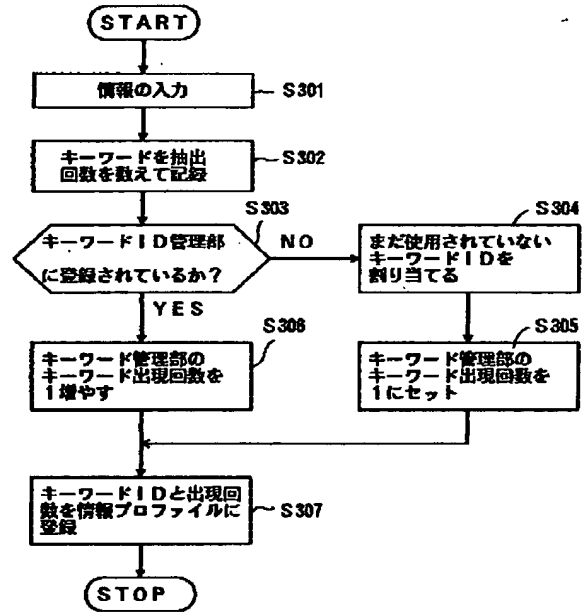 START
情報の入力
S301
キーワードを抽出
回数を数えて記録
S302
S303
キーワードID管理部
に登録されているか？
NO
YES
S304
まだ使用されていない
キーワードIDを
割り当てる
S306
キーワード管理部の
キーワード出現回数を
1増やす
S305
キーワード管理部の
キーワード出現回数を
1にセット
キーワードIDと出現回
数を情報プロファイルに
登録
S307
STOP